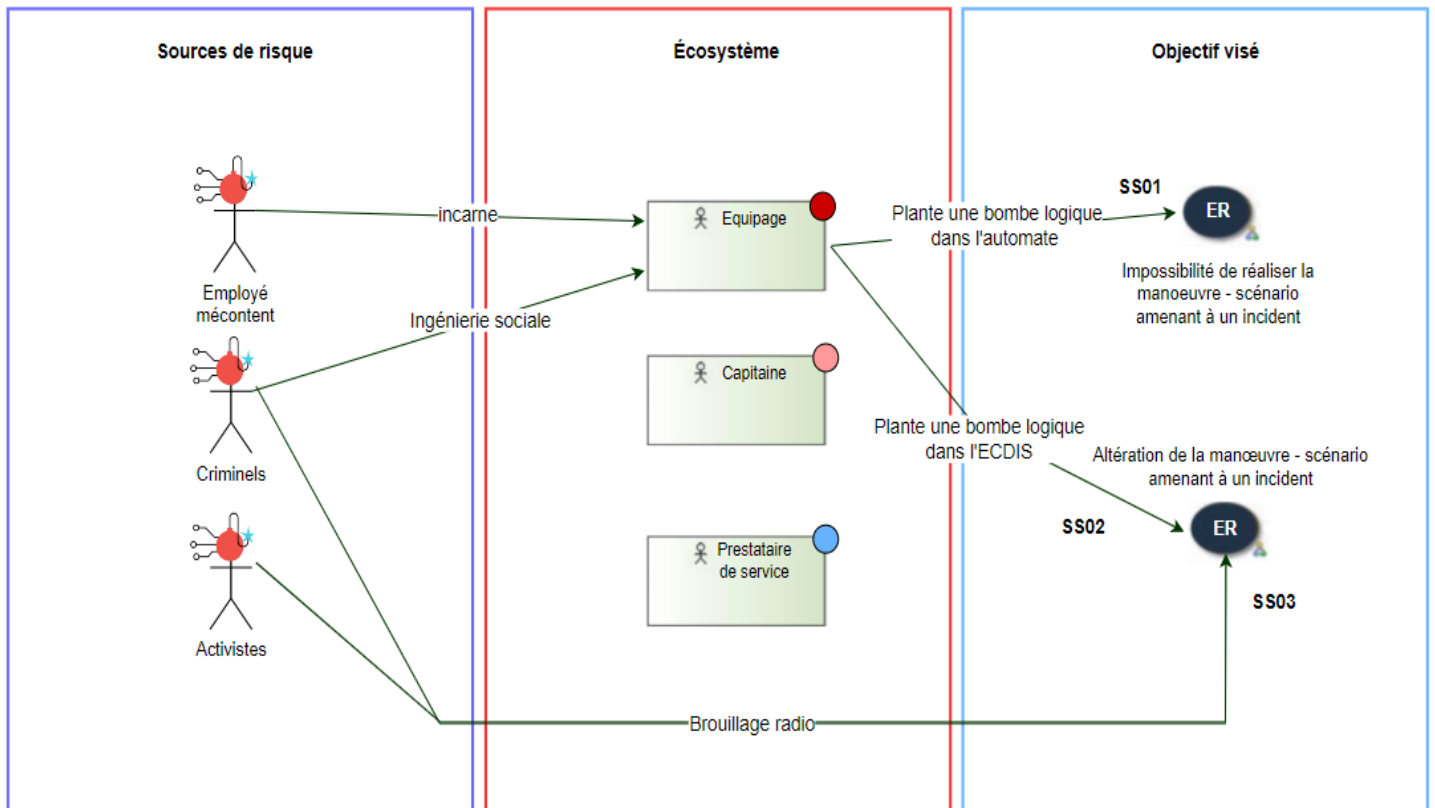 Sources de risque
Écosystème
Objectif visé
Employé
mécontent
Criminels
Activistes
incarne
Ingénierie sociale
Equipage
Capitaine
Prestataire
de service
Plante une bombe logique
dans l'automate
SS01
ER
Impossibilité de réaliser la
manoeuvre - scénario
amenant à un incident
Plante une bombe logique
dans l'ECDIS
Altération de la manœuvre - scénario
amenant à un incident
SS02
ER
SS03
Brouillage radio